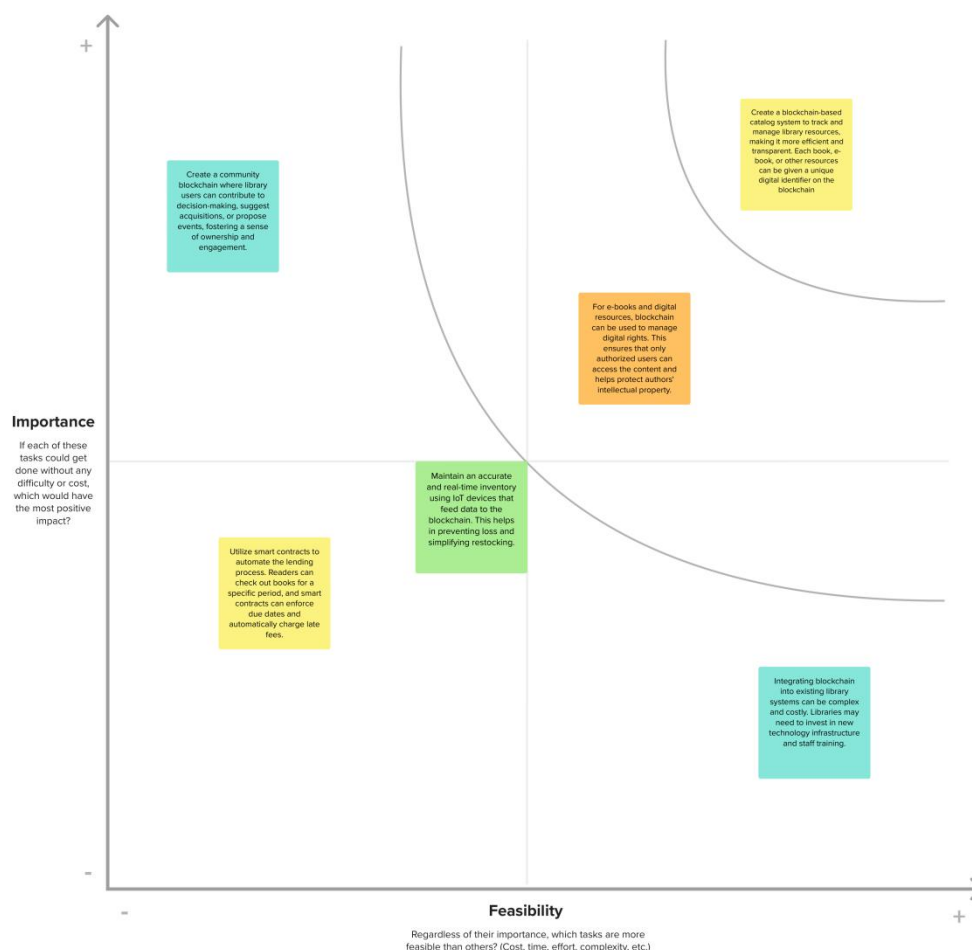 +
Create a blockchain-based
catalog system to track and
manage library resources,
making it more efficient and
transparent. Each book, e-
book, or other resources
can be given a unique
digital identifier on the
blockchain
Create a community
blockchain where library
users can contribute to
decision-making, suggest
acquisitions, or propose
events, fostering a sense
of ownership and
engagement.
For e-books and digital
resources, blockchain
can be used to manage
digital rights. This
ensures that only
authorized users can
access the content and
helps protect authors'
intellectual property.
Importance
If each of these
tasks could get
done without any
difficulty or cost,
which would have
the most positive
impact?
Maintain an accurate
and real-time inventory
using IoT devices that
feed data to the
blockchain. This helps
in preventing loss and
simplifying restocking.
Utilize smart contracts to
automate the lending
process. Readers can
check out books for a
specific period, and smart
contracts can enforce
due dates and
automatically charge late
fees.
Integrating blockchain
into existing library
systems can be complex
and costly. Libraries may
need to invest in new
technology infrastructure
and staff training.
-
-
Feasibility
+
Regardless of their importance, which tasks are more
feasible than others? (Cost, time, effort, complexity, etc.)